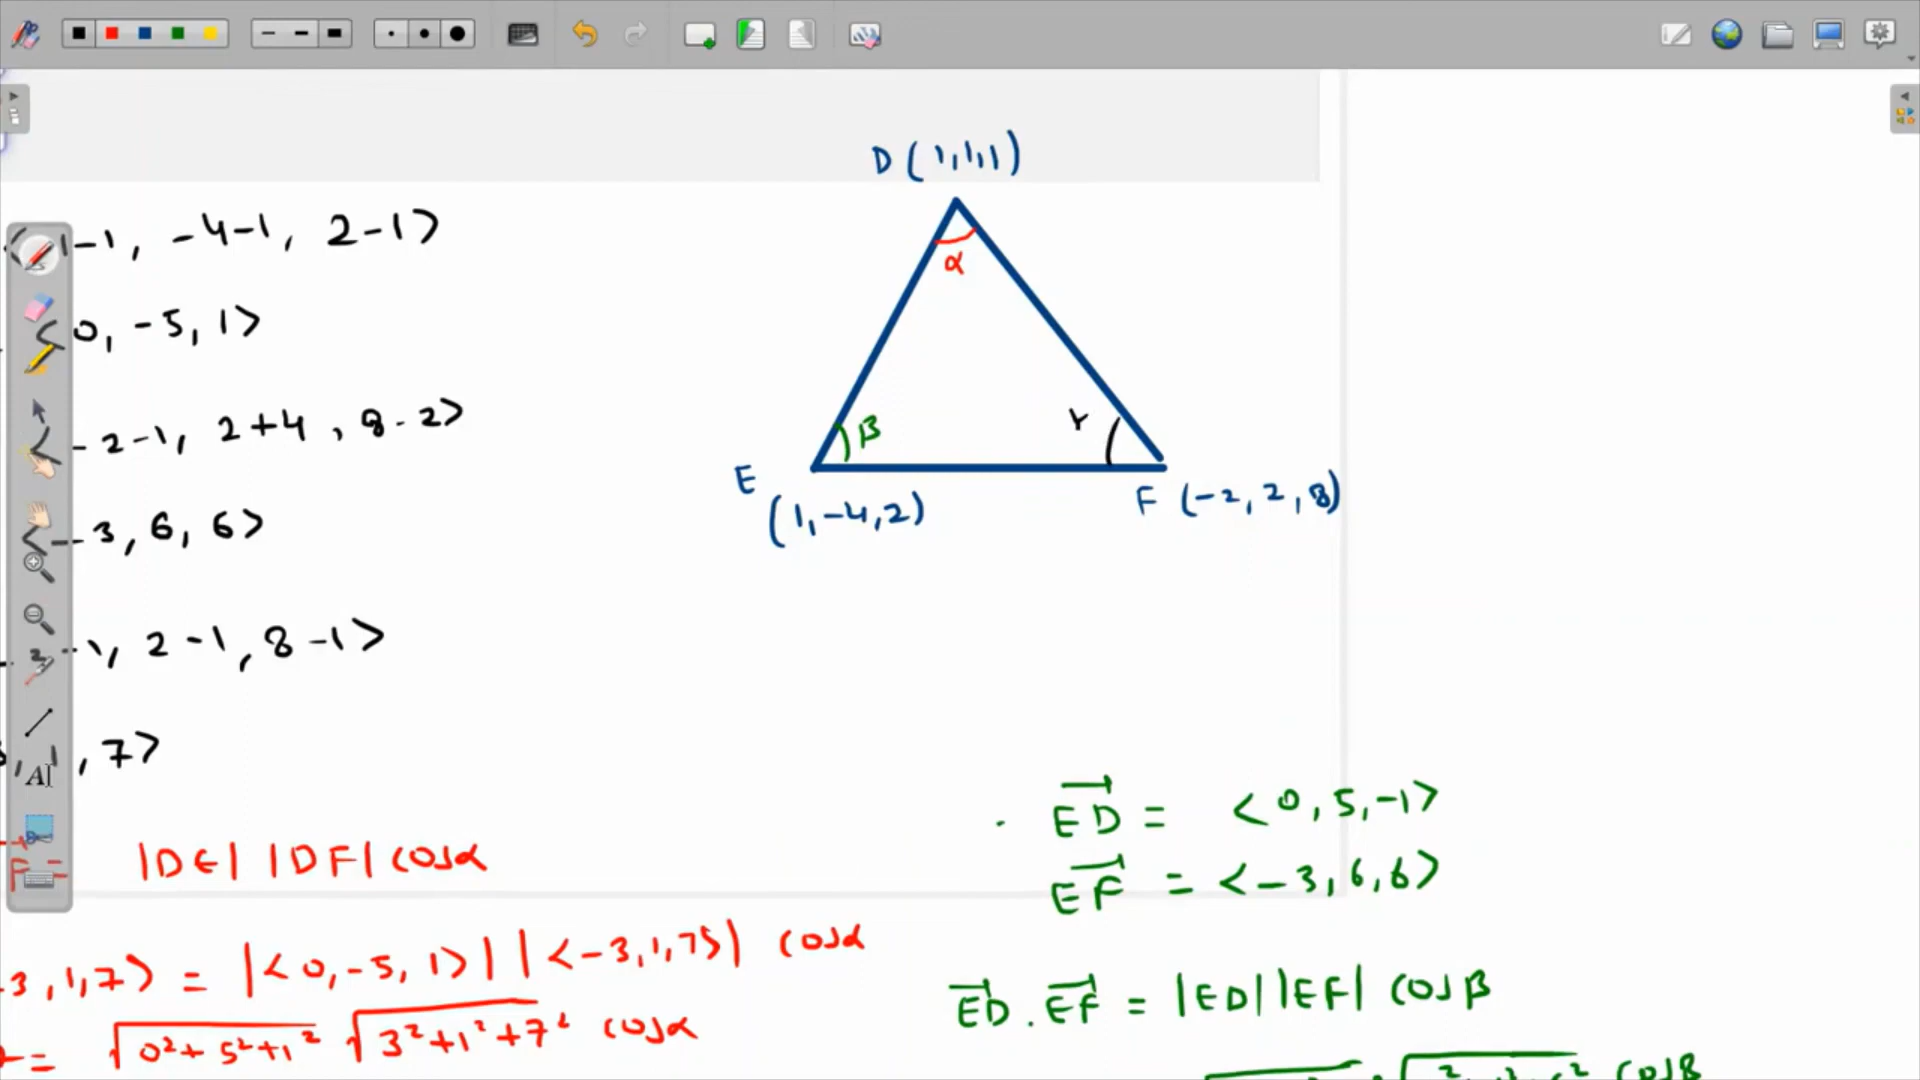 D (1,1,1)
1-1, -4-1, 2-1>
<0, -5, 1>
α
<-2-1, 2+4, 8-2>
β
γ
E
(1,-4,2)
F (-2, 2, 8)
<-3, 6, 6>
-1, 2-1, 8-1>
, 1, 7>
ED = <0, 5, -1>
F = |DE| |DF| cosα
EF = <-3, 6, 6>
3, 1, 7> = |<0, -5, 1>| |<-3, 1, 7>| cosα
ED . EF = |ED| |EF| cosβ
= √0²+5²+1² √3²+1²+7² cosα
cosβ